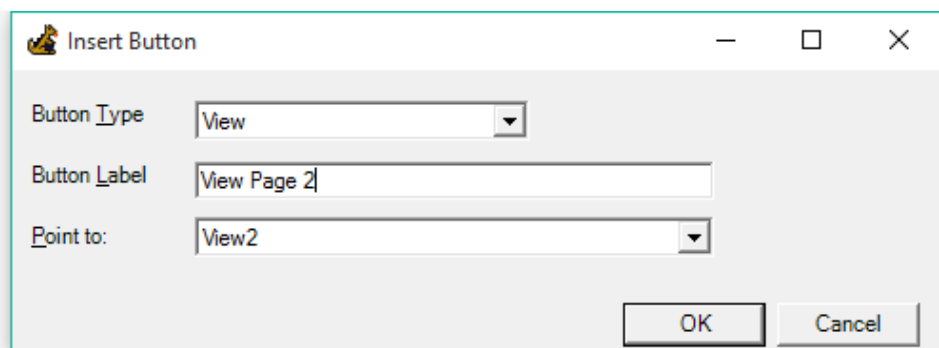 Insert Button
Button Type View
Button Label View Page 2
Point to: View2
OK Cancel